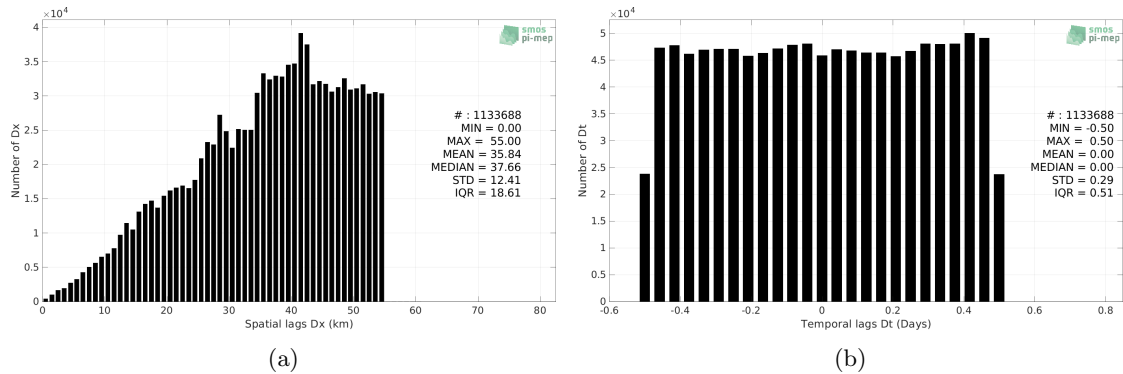 ×10⁴
4
3.5
3
2.5
2
1.5
1
0.5
0
0 10 20 30 40 50 60 70 80
Number of Dx
Spatial lags Dx (km)
smos
pi-mep
# : 1133688
MIN = 0.00
MAX = 55.00
MEAN = 35.84
MEDIAN = 37.66
STD = 12.41
IQR = 18.61
(a)
×10⁴
5
4.5
4
3.5
3
2.5
2
1.5
1
0.5
0
-0.6 -0.4 -0.2 0 0.2 0.4 0.6 0.8
Number of Dt
Temporal lags Dt (Days)
smos
pi-mep
# : 1133688
MIN = -0.50
MAX = 0.50
MEAN = 0.00
MEDIAN = 0.00
STD = 0.29
IQR = 0.51
(b)